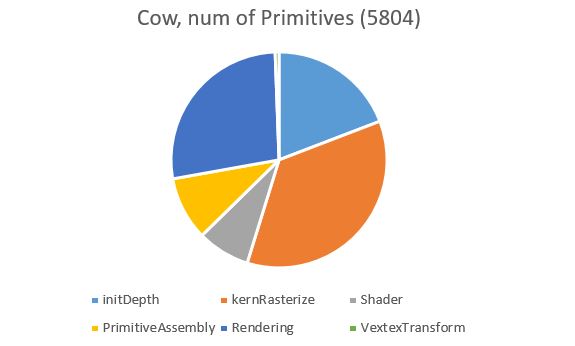 Cow, num of Primitives (5804)
initDepth kernRasterize Shader
PrimitiveAssembly Rendering VextexTransform